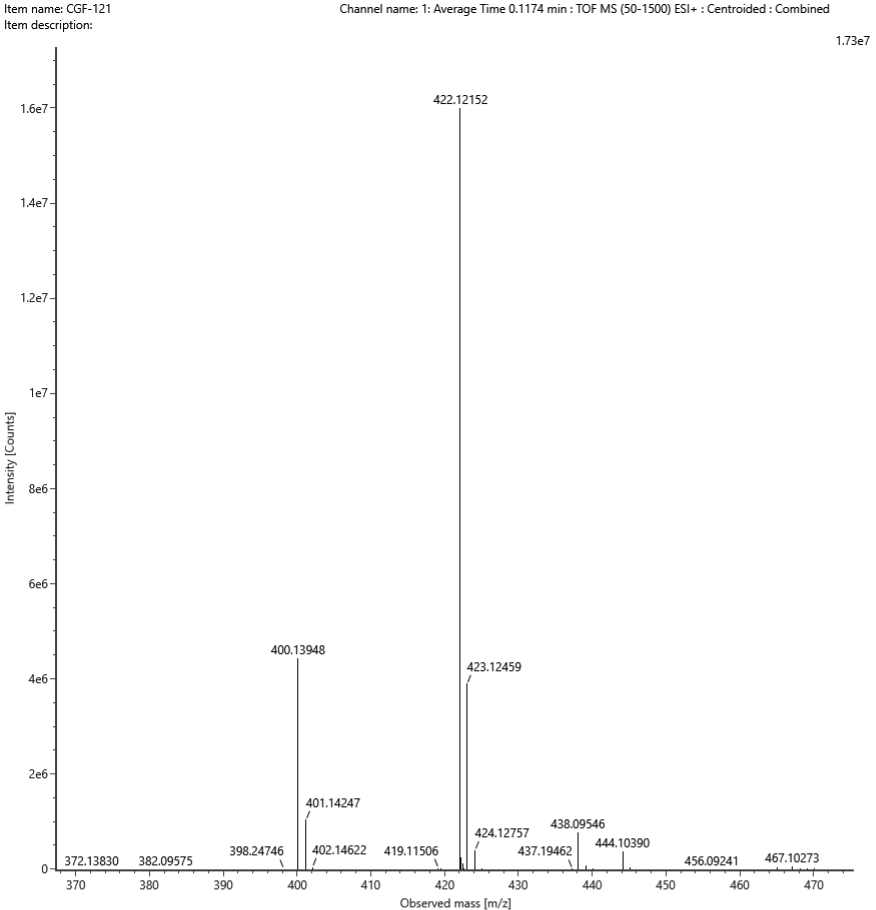 Item name: CGF-121
Channel name: 1: Average Time 0.1174 min : TOF MS (50-1500) ESI+ : Centroided : Combined
Item description:
1.73e7
422.12152
1.6e7
1.4e7
1.2e7
1e7
Intensity [Counts]
8e6
6e6
400.13948
423.12459
4e6
2e6
401.14247
438.09546
424.12757
444.10390
398.24746
402.14622
419.11506
437.19462
372.13830
382.09575
456.09241
467.10273
0
370
380
390
400
410
420
430
440
450
460
470
Observed mass [m/z]